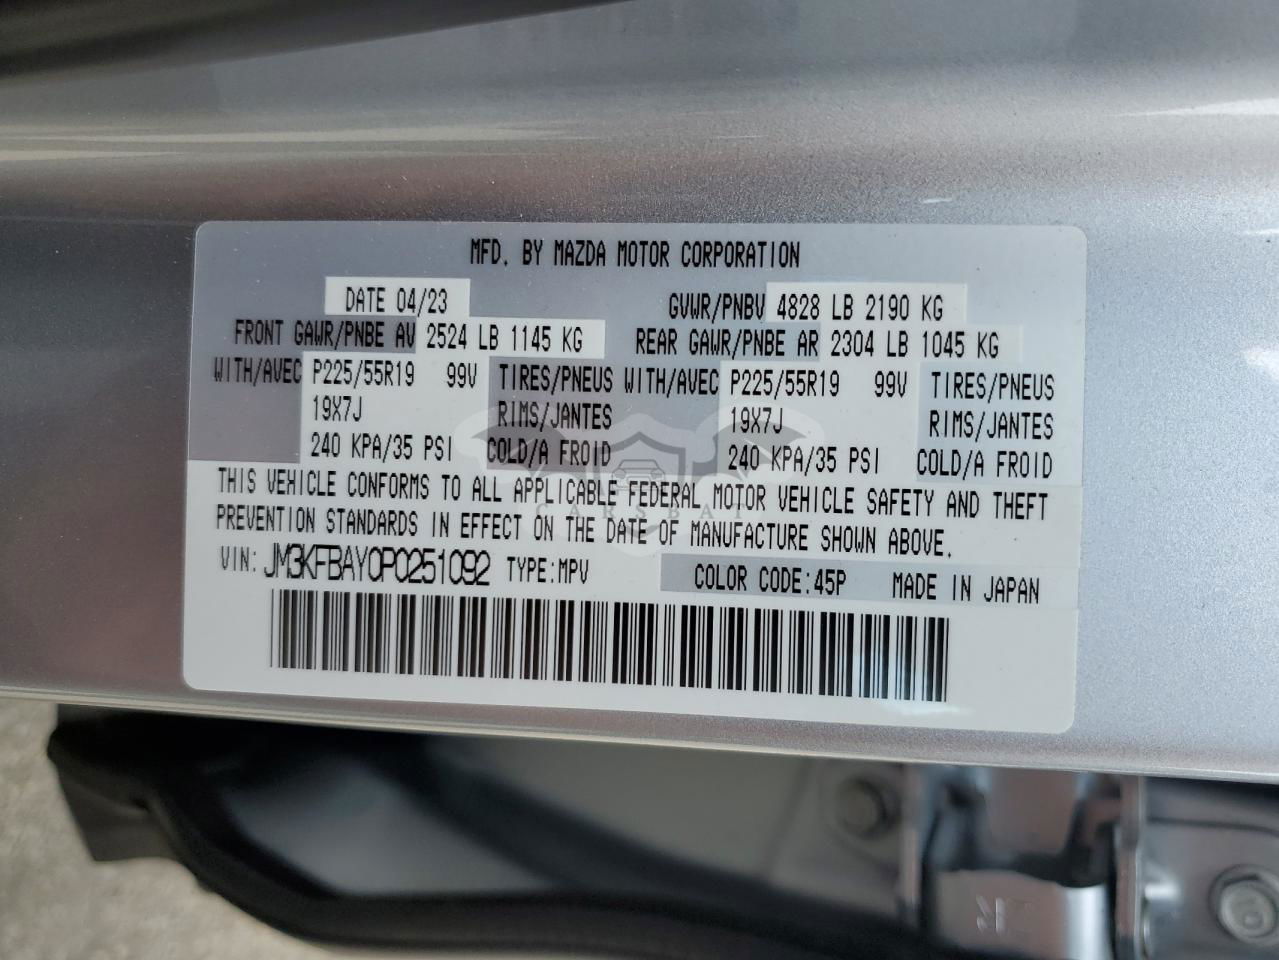 MFD. BY MAZDA MOTOR CORPORATION
DATE 04/23 GVWR/PNBV 4828 LB 2190 KG
FRONT GAWR/PNBE AV 2524 LB 1145 KG REAR GAWR/PNBE AR 2304 LB 1045 KG
WITH/AVEC P225/55R19 99V TIRES/PNEUS WITH/AVEC P225/55R19 99V TIRES/PNEUS
19X7J RIMS/JANTES 19X7J RIMS/JANTES
240 KPA/35 PSI COLD/A FROID 240 KPA/35 PSI COLD/A FROID
THIS VEHICLE CONFORMS TO ALL APPLICABLE FEDERAL MOTOR VEHICLE SAFETY AND THEFT
CARSBAT
PREVENTION STANDARDS IN EFFECT ON THE DATE OF MANUFACTURE SHOWN ABOVE.
VIN: JM3KFBAY0P0251092 TYPE:MPV COLOR CODE:45P MADE IN JAPAN